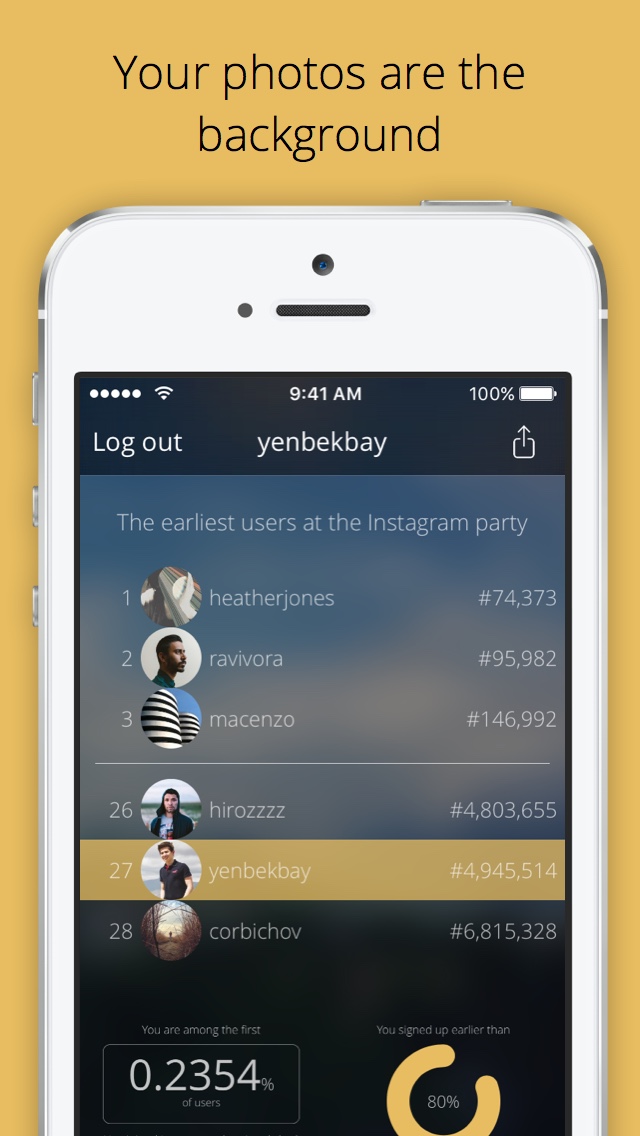 Your photos are the
background
9:41 AM
100%
Log out
yenbekbay
The earliest users at the Instagram party
1 heatherjones #74,373
2 ravivora #95,982
3 macenzo #146,992
26 hirozzzz #4,803,655
27 yenbekbay #4,945,514
28 corbichov #6,815,328
You are among the first
0.2354%
of users
You signed up earlier than
80%